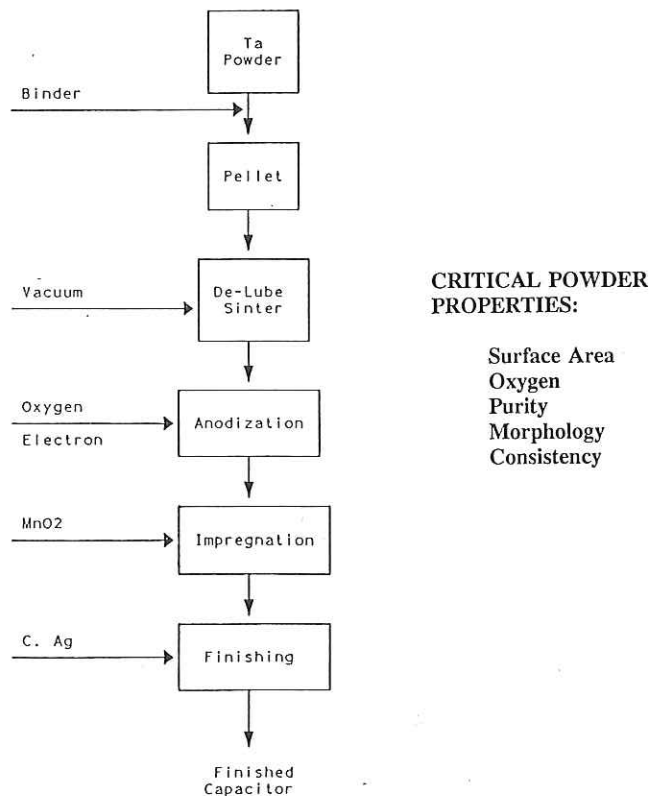 Ta
Powder
Binder
Pellet
Vacuum
De-Lube
Sinter
Oxygen
Electron
Anodization
MnO2
Impregnation
C. Ag
Finishing
Finished
Capacitor
CRITICAL POWDER
PROPERTIES:
Surface Area
Oxygen
Purity
Morphology
Consistency